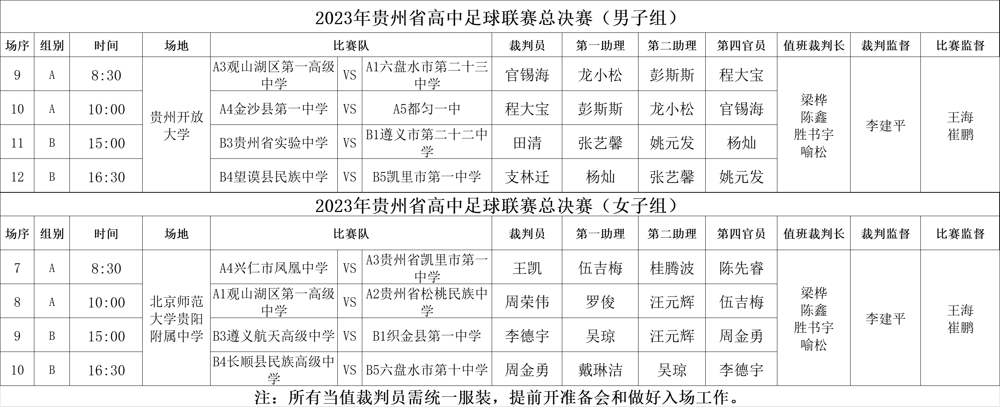 2023年贵州省高中足球联赛总决赛（男子组）
场序 组别 时间 场地 比赛队 裁判员 第一助理 第二助理 第四官员 值班裁判长 裁判监督 比赛监督
9 A 8:30 A3观山湖区第一高级中学 VS A1六盘水市第二十三中学 官锡海 龙小松 彭斯斯 程大宝
10 A 10:00 A4金沙县第一中学 VS A5都匀一中 程大宝 彭斯斯 龙小松 官锡海
11 B 15:00 B3贵州省实验中学 VS B1遵义市第二十二中学 田清 张艺馨 姚元发 杨灿
12 B 16:30 B4望谟县民族中学 VS B5凯里市第一中学 支林迁 杨灿 张艺馨 姚元发
贵州开放
大学
梁桦
陈鑫
胜书宇
喻松
李建平
王海
崔鹏
2023年贵州省高中足球联赛总决赛（女子组）
场序 组别 时间 场地 比赛队 裁判员 第一助理 第二助理 第四官员 值班裁判长 裁判监督 比赛监督
7 A 8:30 A4兴仁市凤凰中学 VS A3贵州省凯里市第一中学 王凯 伍吉梅 桂腾波 陈先睿
8 A 10:00 A1观山湖区第一高级中学 VS A2贵州省松桃民族中学 周荣伟 罗俊 汪元辉 伍吉梅
9 B 15:00 B3遵义航天高级中学 VS B1织金县第一中学 李德宇 吴琼 汪元辉 周金勇
10 B 16:30 B4长顺县民族高级中学 VS B5六盘水市第十中学 周金勇 戴琳洁 吴琼 李德宇
北京师范
大学贵阳
附属中学
梁桦
陈鑫
胜书宇
喻松
李建平
王海
崔鹏
注：所有当值裁判员需统一服装，提前开准备会和做好入场工作。